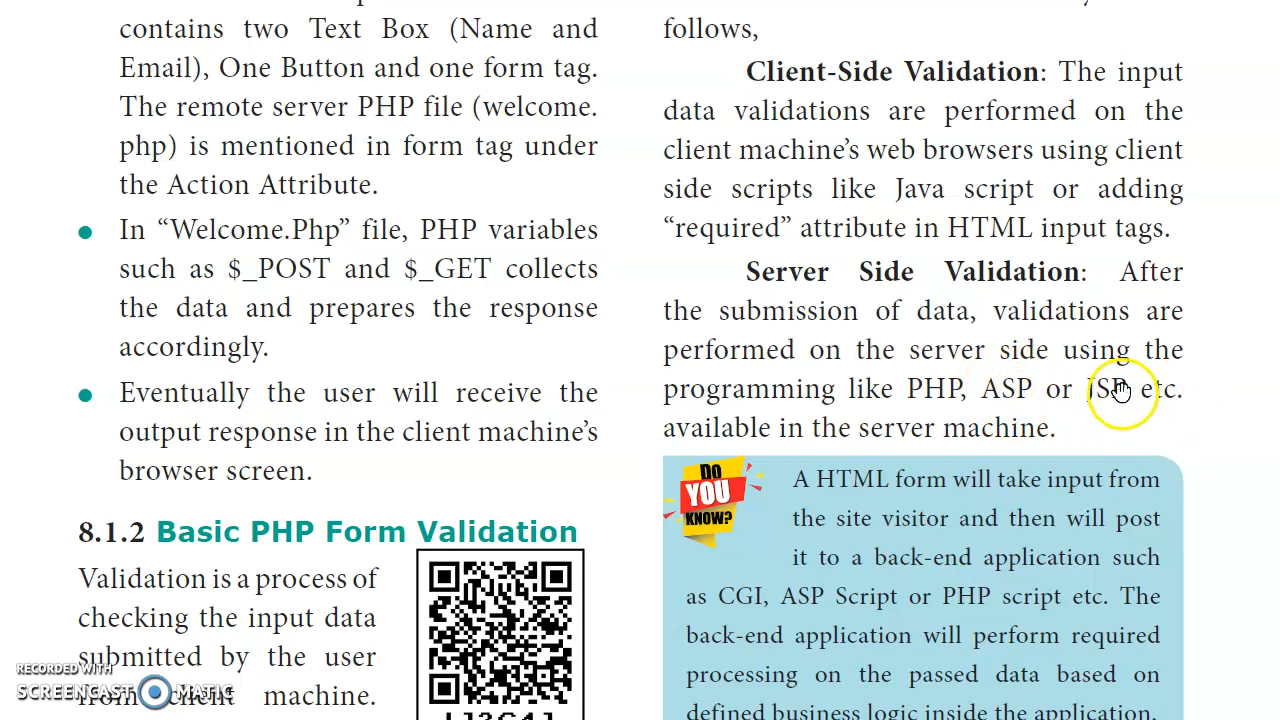 contains two Text Box (Name and
Email), One Button and one form tag.
The remote server PHP file (welcome.
php) is mentioned in form tag under
the Action Attribute.
In “Welcome.Php” file, PHP variables
such as $_POST and $_GET collects
the data and prepares the response
accordingly.
Eventually the user will receive the
output response in the client machine’s
browser screen.
8.1.2 Basic PHP Form Validation
Validation is a process of
checking the input data
submitted by the user
from client machine.
follows,
Client-Side Validation: The input
data validations are performed on the
client machine’s web browsers using client
side scripts like Java script or adding
“required” attribute in HTML input tags.
Server Side Validation: After
the submission of data, validations are
performed on the server side using the
programming like PHP, ASP or JSP etc.
available in the server machine.
DO
YOU
KNOW?
A HTML form will take input from
the site visitor and then will post
it to a back-end application such
as CGI, ASP Script or PHP script etc. The
back-end application will perform required
processing on the passed data based on
defined business logic inside the application.
RECORDED WITH
SCREENCAST MATIC